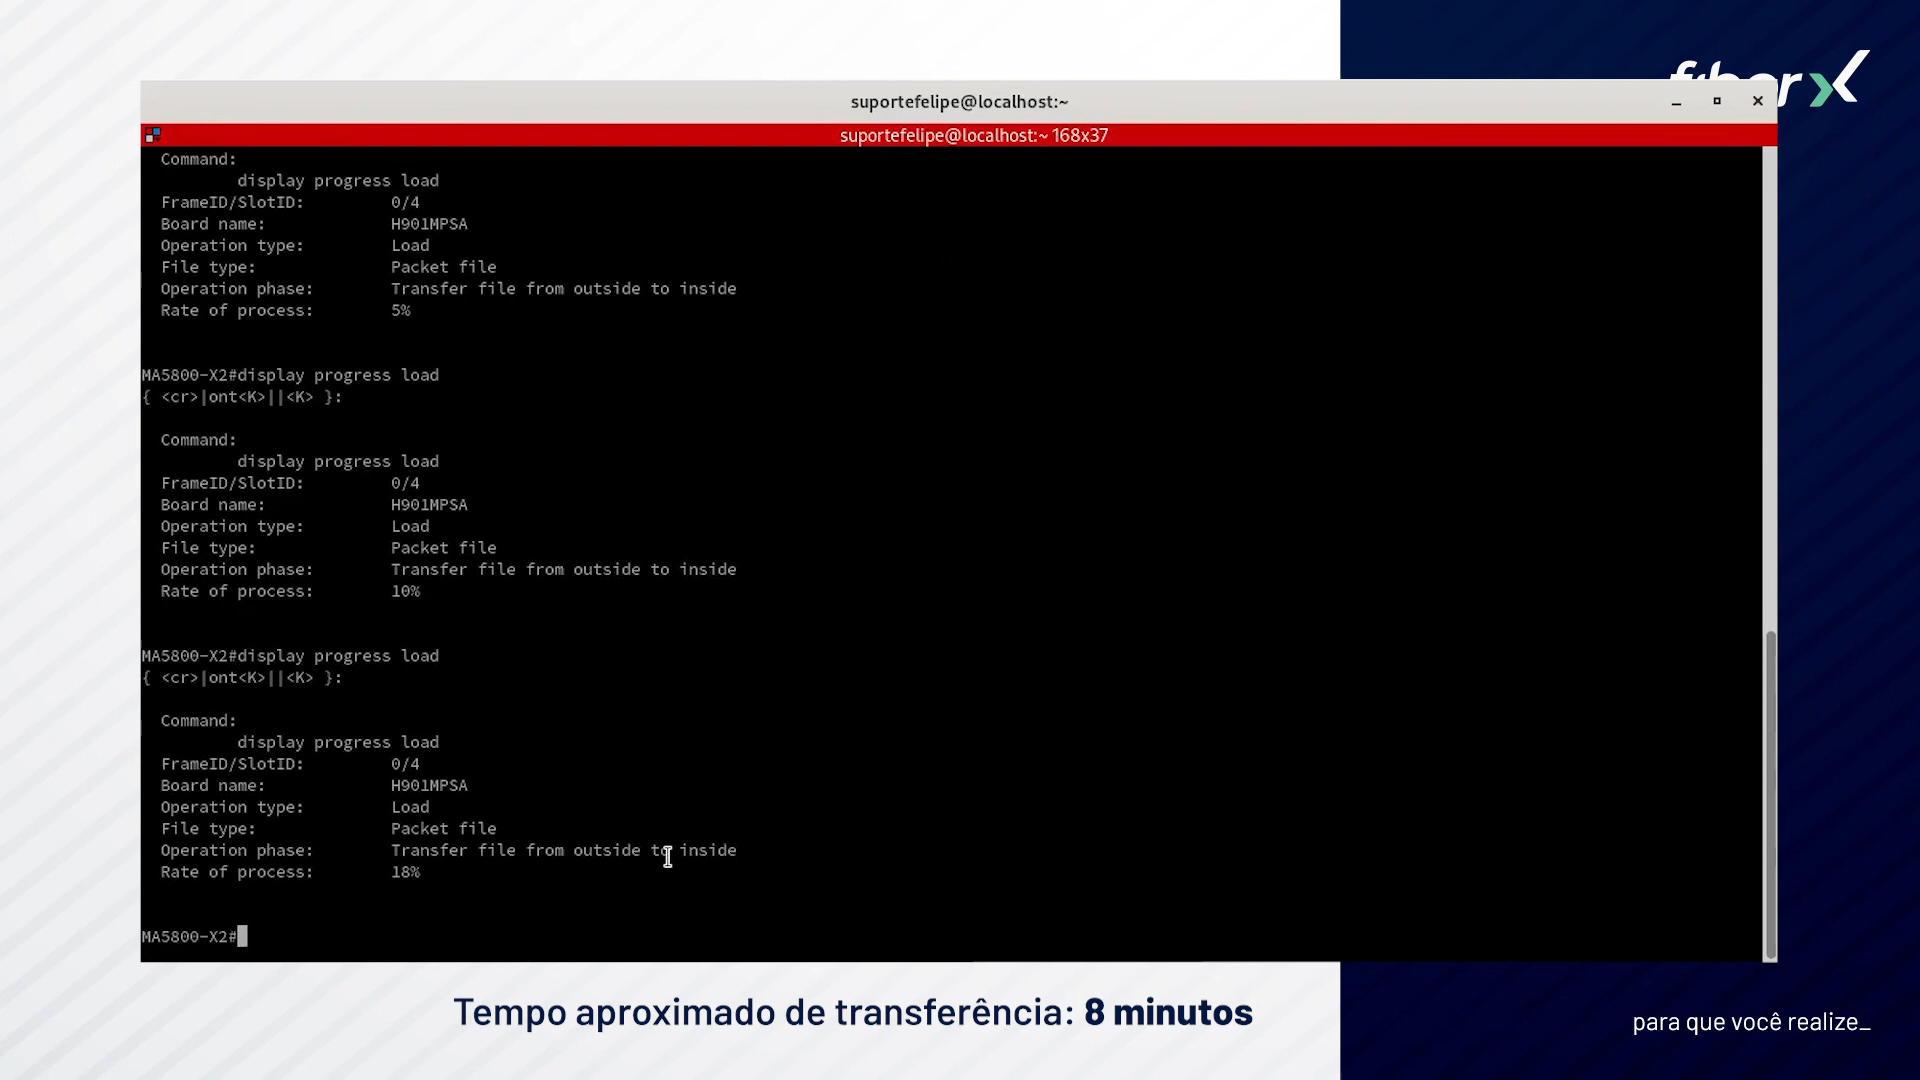 fiberx
suportefelipe@localhost:~
suportefelipe@localhost:~ 168x37
Command:
display progress load
FrameID/SlotID: 0/4
Board name: H901MPSA
Operation type: Load
File type: Packet file
Operation phase: Transfer file from outside to inside
Rate of process: 5%
MA5800-X2#display progress load
{ <cr>|ont<K>||<K> }:
Command:
display progress load
FrameID/SlotID: 0/4
Board name: H901MPSA
Operation type: Load
File type: Packet file
Operation phase: Transfer file from outside to inside
Rate of process: 10%
MA5800-X2#display progress load
{ <cr>|ont<K>||<K> }:
Command:
display progress load
FrameID/SlotID: 0/4
Board name: H901MPSA
Operation type: Load
File type: Packet file
Operation phase: Transfer file from outside to inside
Rate of process: 18%
MA5800-X2#
Tempo aproximado de transferência: 8 minutos
para que você realize_